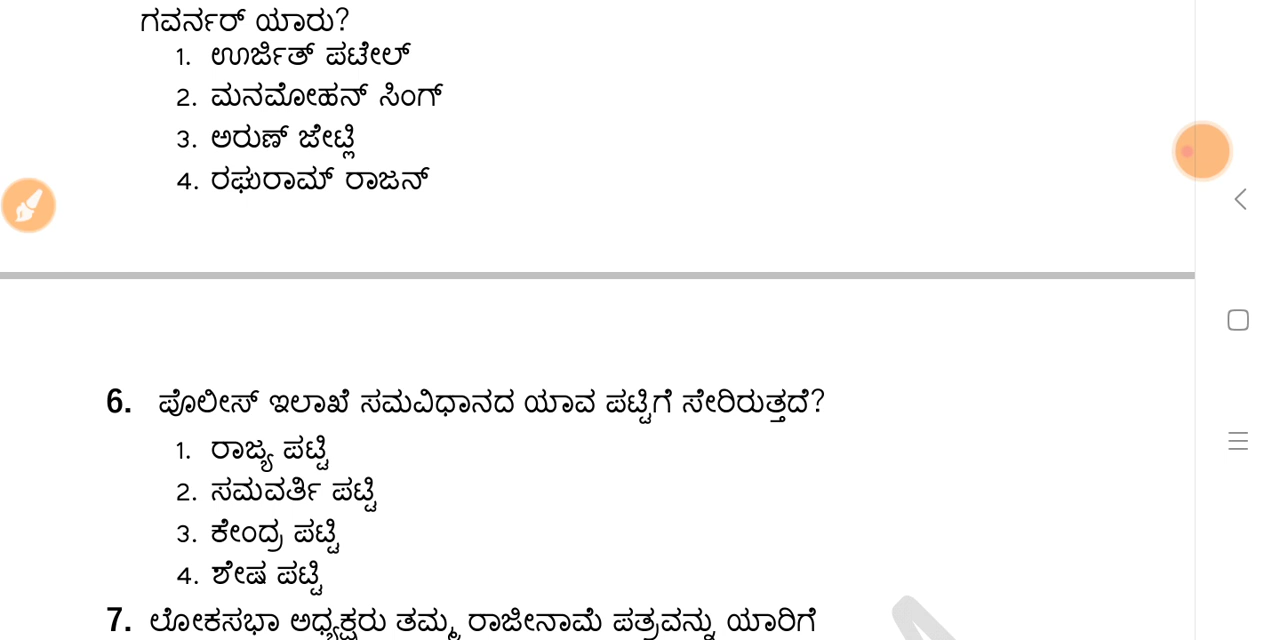 ಗವರ್ನರ್ ಯಾರು?
1. ಊರ್ಜಿತ್ ಪಟೇಲ್
2. ಮನಮೋಹನ್ ಸಿಂಗ್
3. ಅರುಣ್ ಜೇಟ್ಲಿ
4. ರಘುರಾಮ್ ರಾಜನ್
6. ಪೊಲೀಸ್ ಇಲಾಖೆ ಸಮವಿಧಾನದ ಯಾವ ಪಟ್ಟಿಗೆ ಸೇರಿರುತ್ತದೆ?
1. ರಾಜ್ಯ ಪಟ್ಟಿ
2. ಸಮವರ್ತಿ ಪಟ್ಟಿ
3. ಕೇಂದ್ರ ಪಟ್ಟಿ
4. ಶೇಷ ಪಟ್ಟಿ
7. ಲೋಕಸಭಾ ಅಧ್ಯಕ್ಷರು ತಮ್ಮ ರಾಜೀನಾಮೆ ಪತ್ರವನ್ನು ಯಾರಿಗೆ